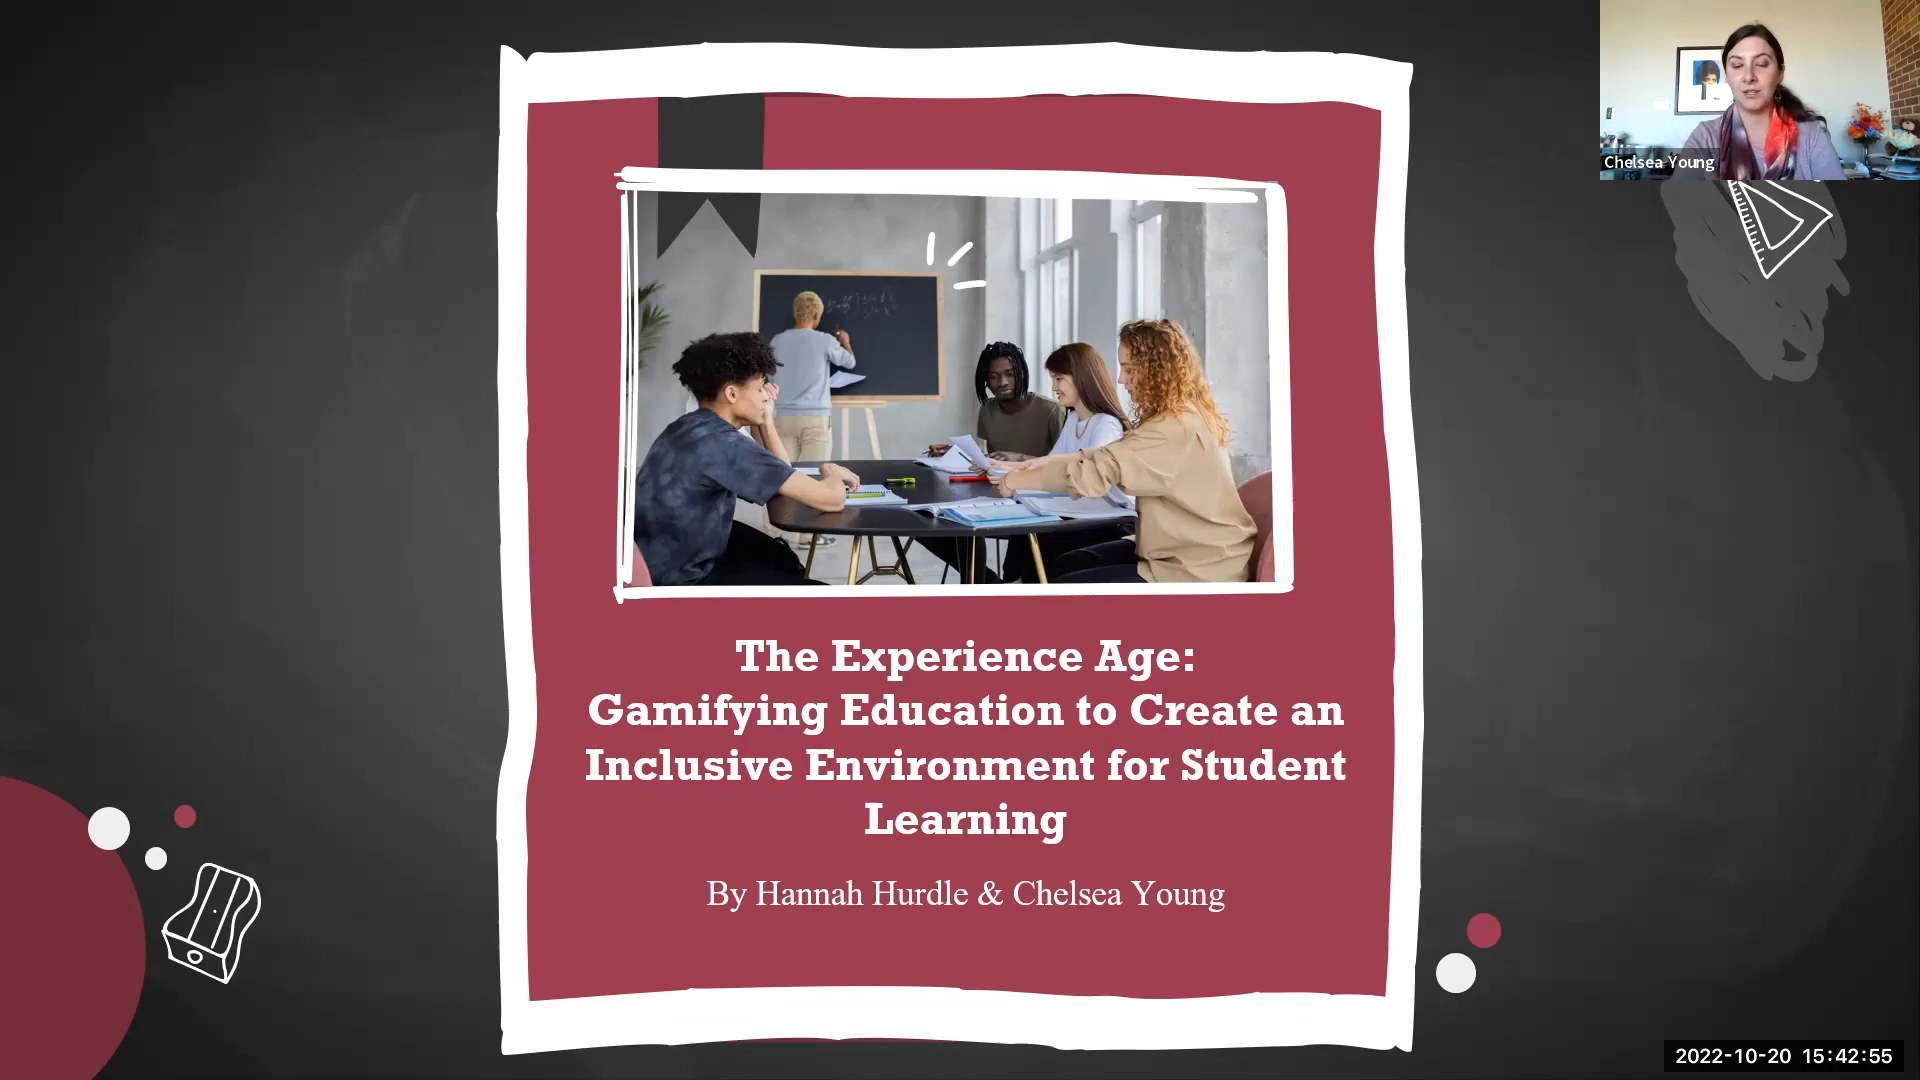 Chelsea Young
The Experience Age:
Gamifying Education to Create an
Inclusive Environment for Student
Learning
By Hannah Hurdle & Chelsea Young
2022-10-20 15:42:55